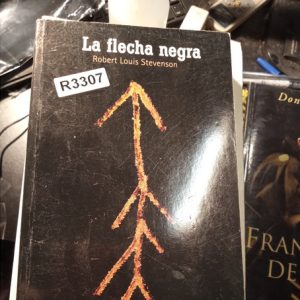 La flecha negra
Robert Louis Stevenson
R3307
Don
FRAN
DE